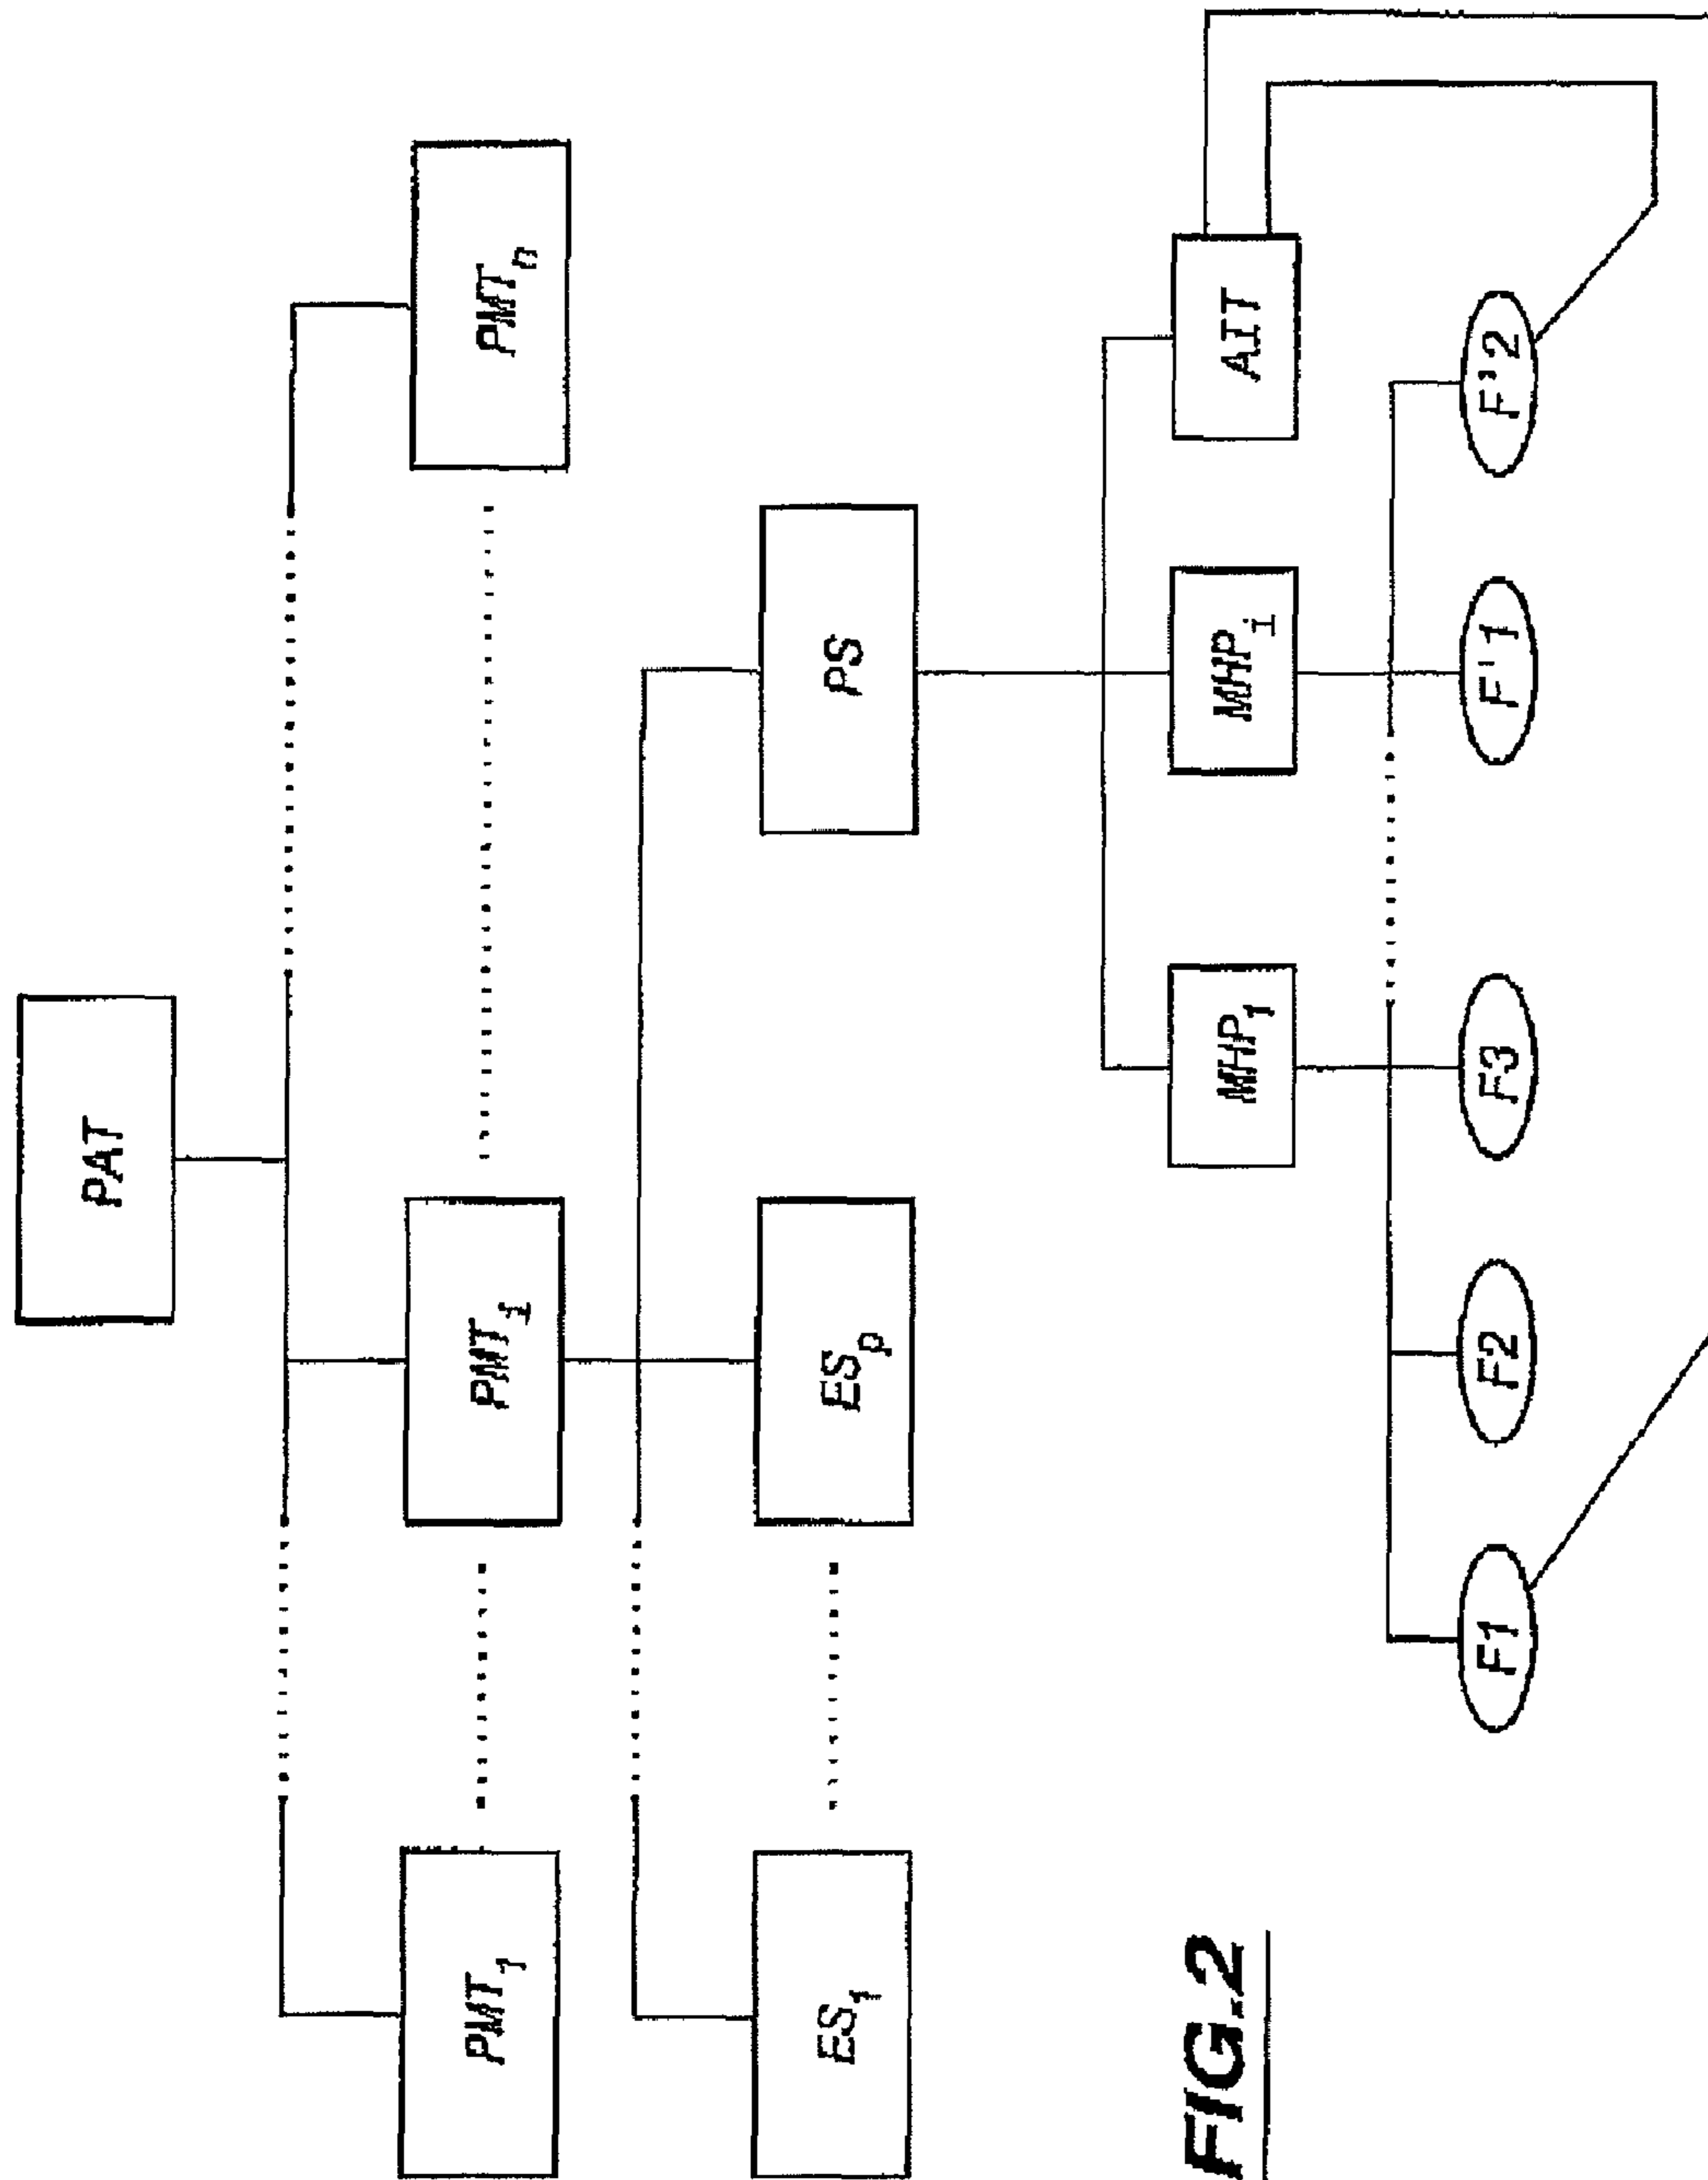 PAT
PMT1 PMTi PMTn
ES1 ESp PS
MHP1 MHPi AIT
F1 F2 F3 F'1 F'2
FIG.2